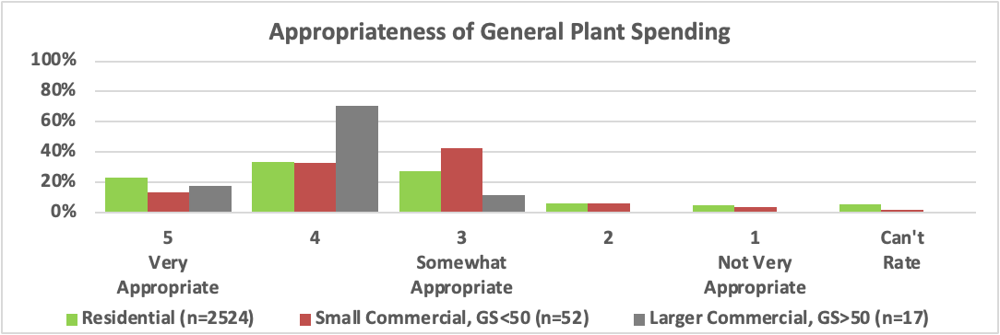 Appropriateness of General Plant Spending
100%
80%
60%
40%
20%
0%
5 4 3 2 1 Can't
Very Somewhat Not Very Rate
Appropriate Appropriate Appropriate
Residential (n=2524) Small Commercial, GS<50 (n=52) Larger Commercial, GS>50 (n=17)